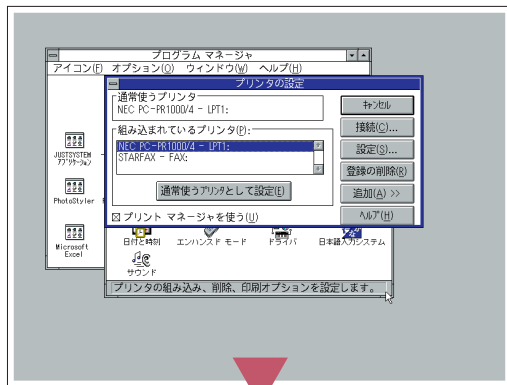 プログラム マネージャ
アイコン(F) オプション(O) ウィンドウ(W) ヘルプ(H)
プリンタの設定
通常使うプリンタ
NEC PC-PR1000/4 - LPT1:
組み込まれているプリンタ(P):
NEC PC-PR1000/4 - LPT1:
STARFAX - FAX:
通常使うプリンタとして設定(E)
プリント マネージャを使う(U)
キャンセル
接続(C)...
設定(S)...
登録の削除(R)
追加(A) >>
ヘルプ(H)
JUSTSYSTEM
アプリケーション
PhotoStyler
Microsoft
Excel
日付と時刻
エンハンスド モード
ドライバ
日本語入力システム
サウンド
プリンタの組み込み、削除、印刷オプションを設定します。